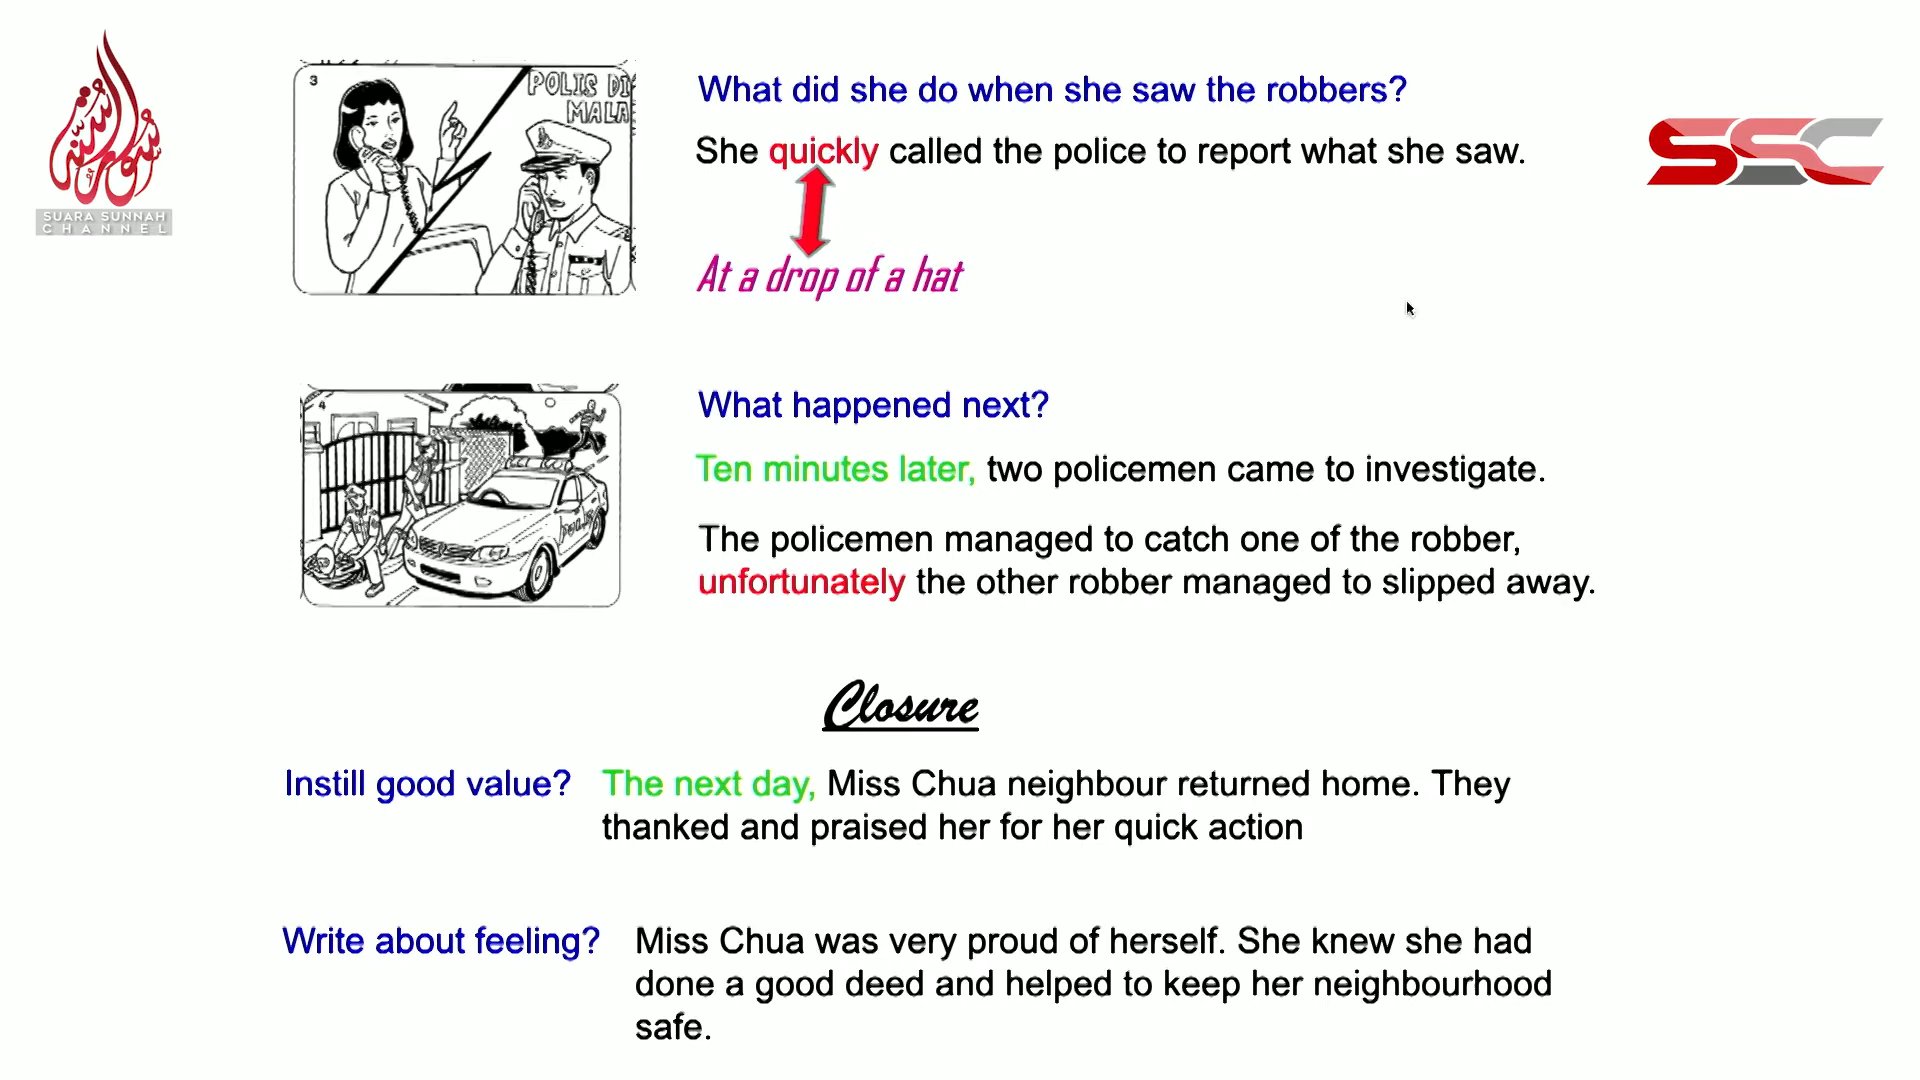 صوت السنة
SUARA SUNNAH
CHANNEL
3
POLIS DI
MALA
What did she do when she saw the robbers?
She quickly called the police to report what she saw.
SSC
At a drop of a hat
4
What happened next?
Ten minutes later, two policemen came to investigate.
The policemen managed to catch one of the robber,
unfortunately the other robber managed to slipped away.
Closure
Instill good value? The next day, Miss Chua neighbour returned home. They
thanked and praised her for her quick action
Write about feeling? Miss Chua was very proud of herself. She knew she had
done a good deed and helped to keep her neighbourhood
safe.